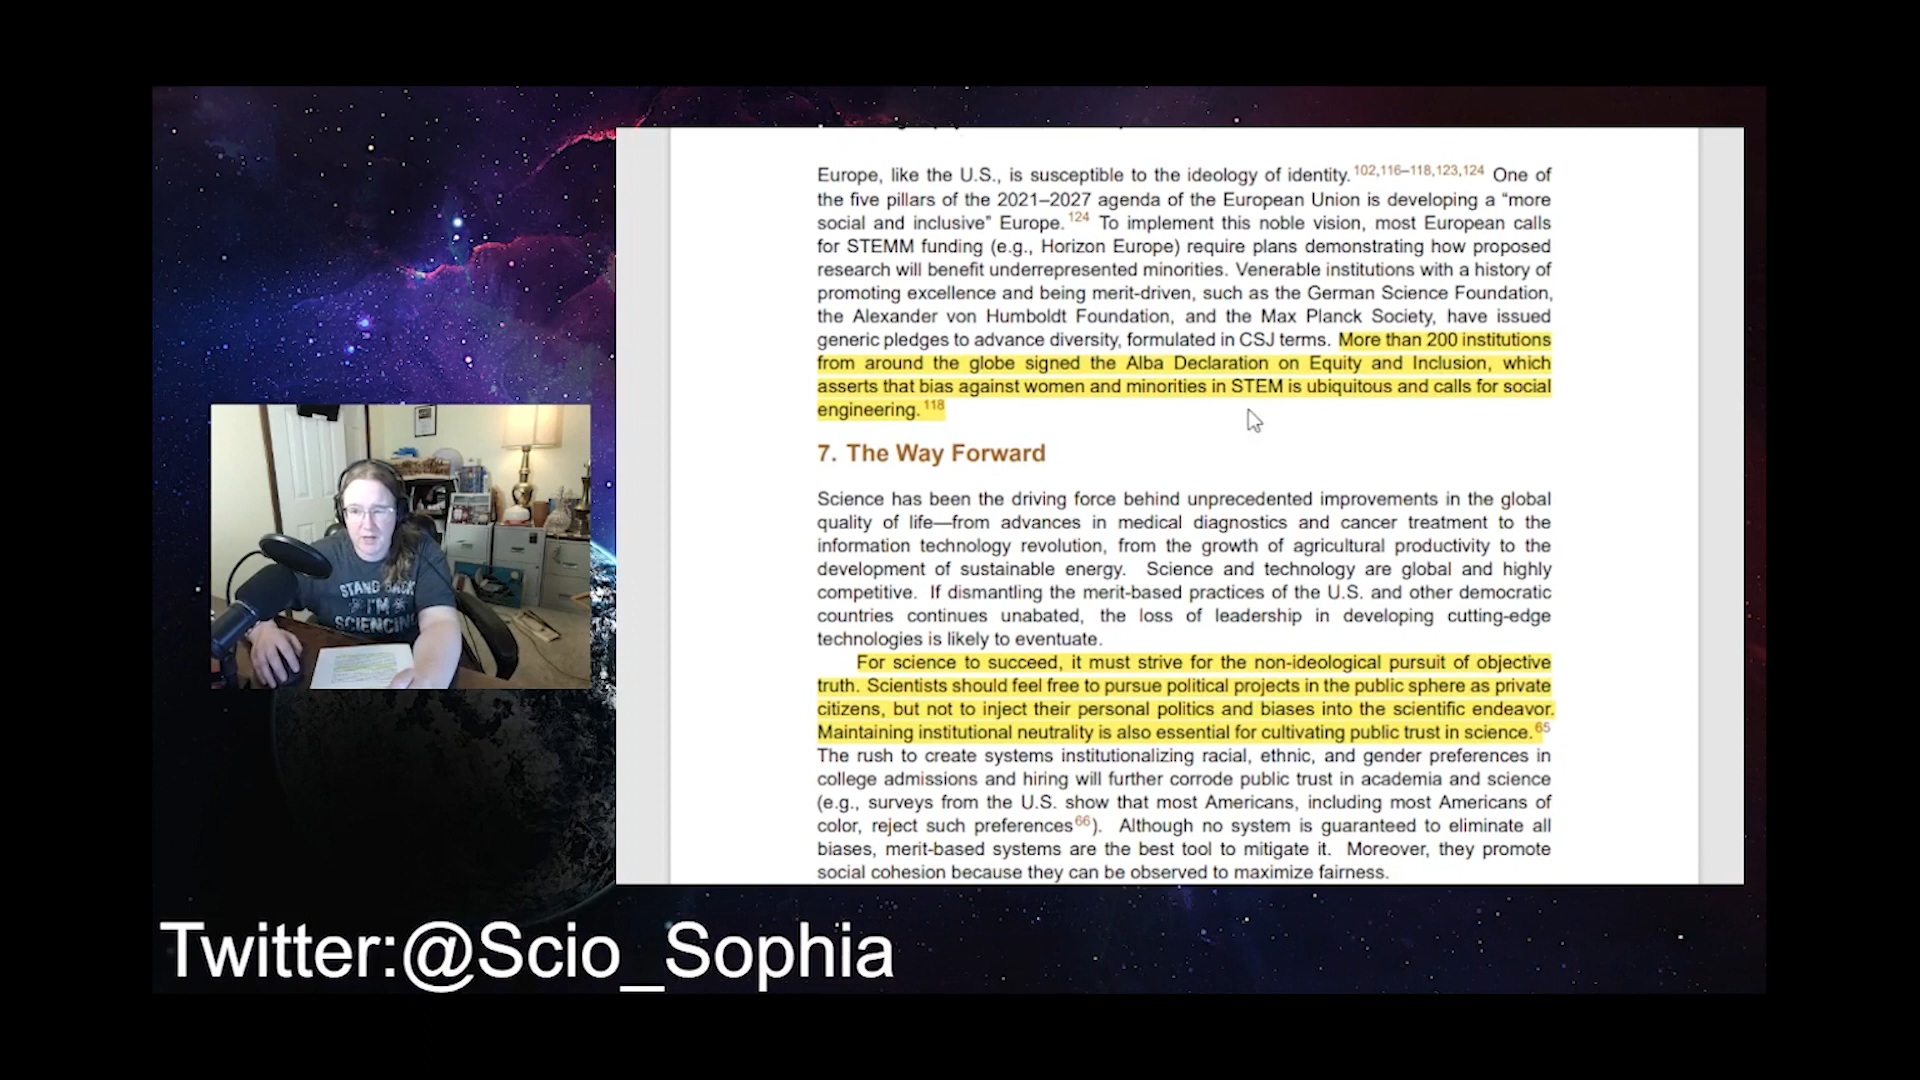 Europe, like the U.S., is susceptible to the ideology of identity.102,116–118,123,124 One of
the five pillars of the 2021–2027 agenda of the European Union is developing a “more
social and inclusive” Europe.124 To implement this noble vision, most European calls
for STEMM funding (e.g., Horizon Europe) require plans demonstrating how proposed
research will benefit underrepresented minorities. Venerable institutions with a history of
promoting excellence and being merit-driven, such as the German Science Foundation,
the Alexander von Humboldt Foundation, and the Max Planck Society, have issued
generic pledges to advance diversity, formulated in CSJ terms. More than 200 institutions
from around the globe signed the Alba Declaration on Equity and Inclusion, which
asserts that bias against women and minorities in STEM is ubiquitous and calls for social
engineering.118
7. The Way Forward
Science has been the driving force behind unprecedented improvements in the global
quality of life—from advances in medical diagnostics and cancer treatment to the
information technology revolution, from the growth of agricultural productivity to the
development of sustainable energy. Science and technology are global and highly
competitive. If dismantling the merit-based practices of the U.S. and other democratic
countries continues unabated, the loss of leadership in developing cutting-edge
technologies is likely to eventuate.
For science to succeed, it must strive for the non-ideological pursuit of objective
truth. Scientists should feel free to pursue political projects in the public sphere as private
citizens, but not to inject their personal politics and biases into the scientific endeavor.
Maintaining institutional neutrality is also essential for cultivating public trust in science.65
The rush to create systems institutionalizing racial, ethnic, and gender preferences in
college admissions and hiring will further corrode public trust in academia and science
(e.g., surveys from the U.S. show that most Americans, including most Americans of
color, reject such preferences66). Although no system is guaranteed to eliminate all
biases, merit-based systems are the best tool to mitigate it. Moreover, they promote
social cohesion because they can be observed to maximize fairness.
STAND BACK
I'M
SCIENCING
Twitter:@Scio_Sophia